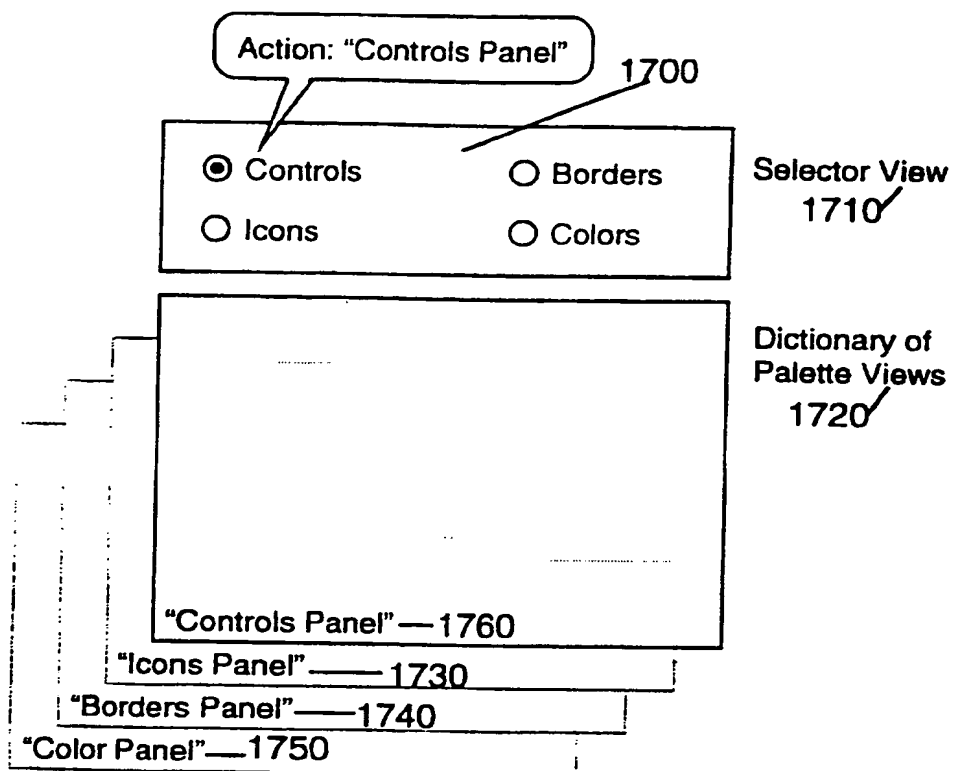 Action: “Controls Panel”
1700
Controls
Borders
Icons
Colors
Selector View
1710
Dictionary of
Palette Views
1720
“Controls Panel”—1760
“Icons Panel”—1730
“Borders Panel”—1740
“Color Panel”—1750